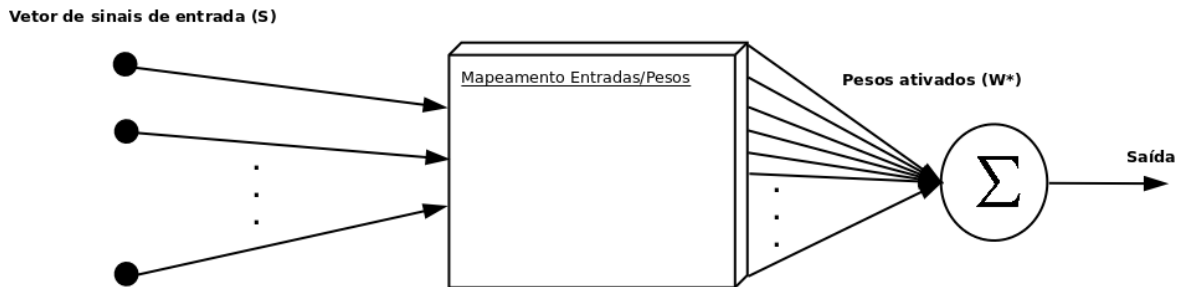 Vetor de sinais de entrada (S)
Mapeamento Entradas/Pesos
Pesos ativados (W*)
Σ
Saída